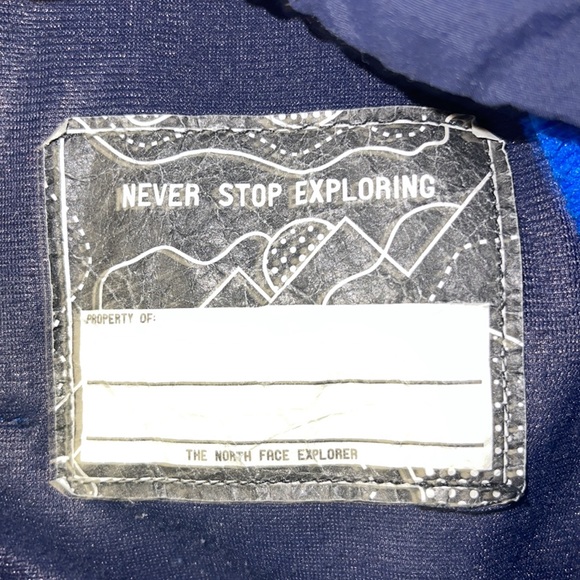 NEVER STOP EXPLORING
PROPERTY OF:
THE NORTH FACE EXPLORER